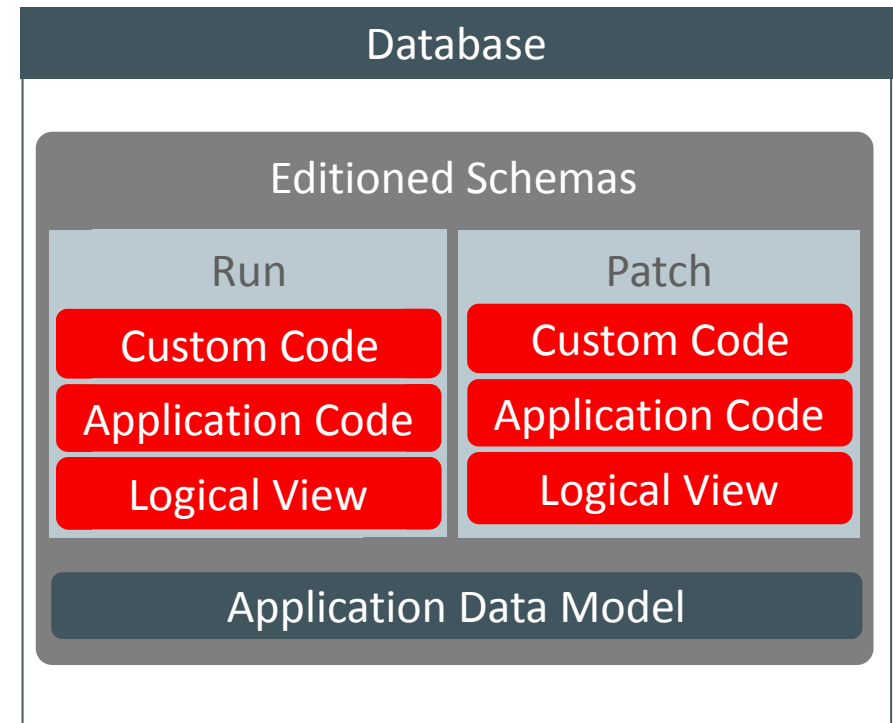 Database
Editioned Schemas
Run
Custom Code
Application Code
Logical View
Patch
Custom Code
Application Code
Logical View
Application Data Model